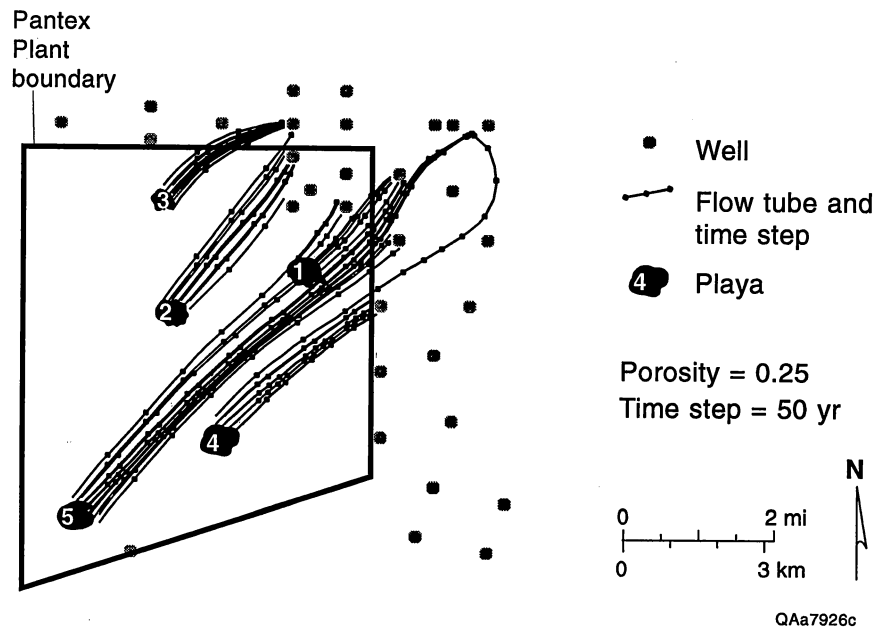 Pantex
Plant
boundary
3
1
2
4
5
Well
Flow tube and
time step
4
Playa
Porosity = 0.25
Time step = 50 yr
N
0 2 mi
0 3 km
QAa7926c